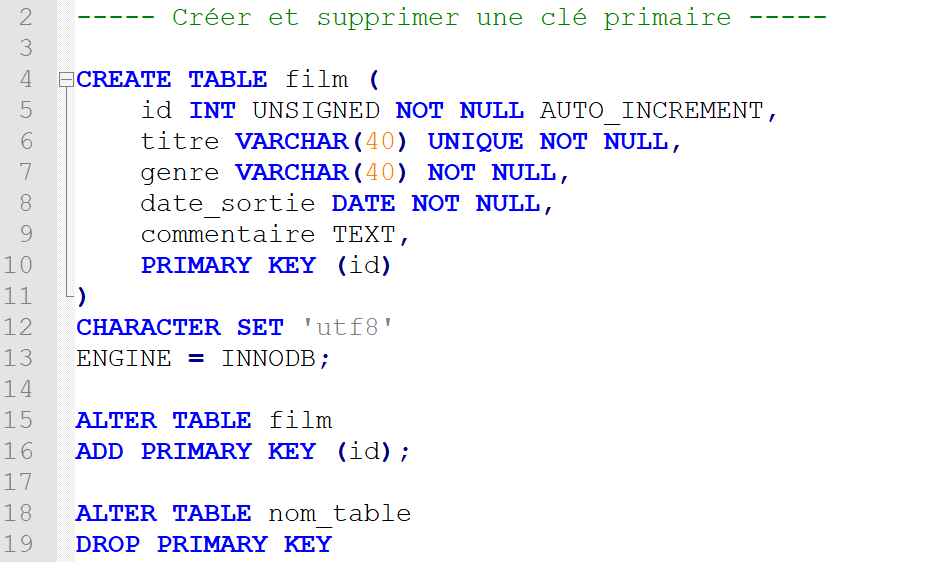 2 ----- Créer et supprimer une clé primaire -----
3
4 CREATE TABLE film (
5 id INT UNSIGNED NOT NULL AUTO_INCREMENT,
6 titre VARCHAR(40) UNIQUE NOT NULL,
7 genre VARCHAR(40) NOT NULL,
8 date_sortie DATE NOT NULL,
9 commentaire TEXT,
10 PRIMARY KEY (id)
11 )
12 CHARACTER SET 'utf8'
13 ENGINE = INNODB;
14
15 ALTER TABLE film
16 ADD PRIMARY KEY (id);
17
18 ALTER TABLE nom_table
19 DROP PRIMARY KEY